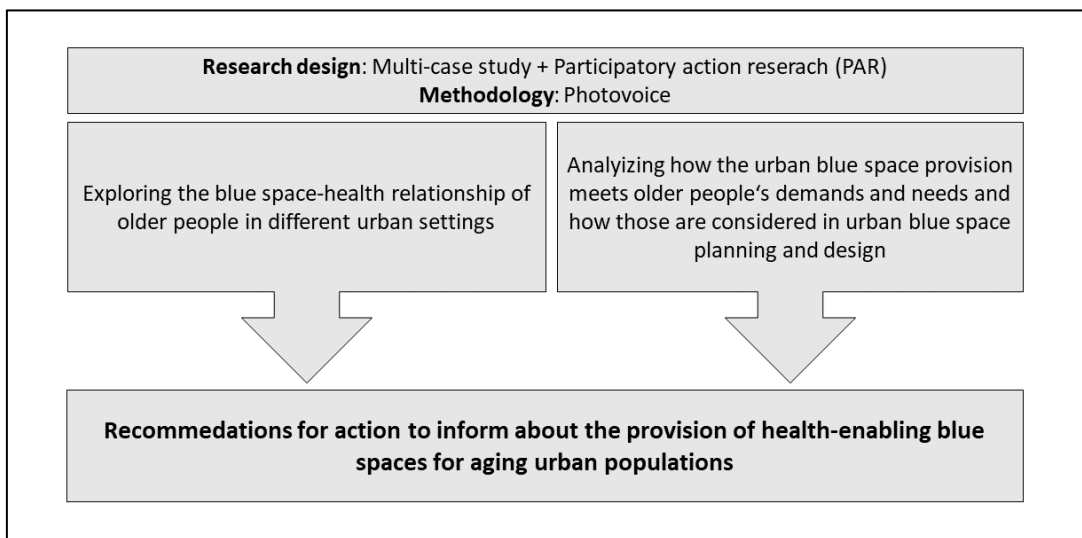 Research design: Multi-case study + Participatory action reserach (PAR)
Methodology: Photovoice
Exploring the blue space-health relationship of
older people in different urban settings
Analyizing how the urban blue space provision
meets older people‘s demands and needs and
how those are considered in urban blue space
planning and design
Recommedations for action to inform about the provision of health-enabling blue
spaces for aging urban populations